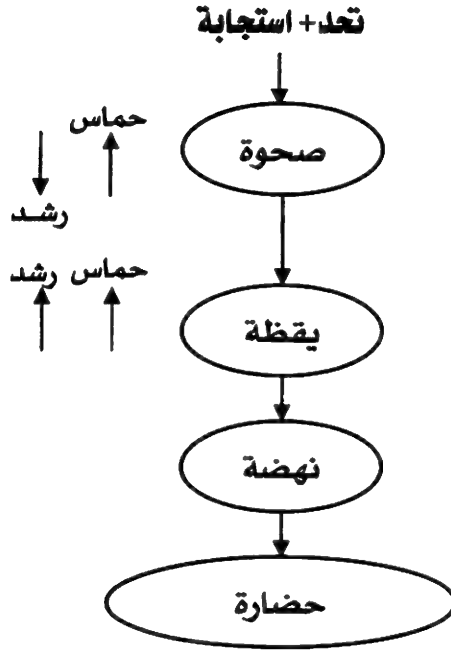 تحد + استجابة
صحوة
حماس
رشد
يقظة
حماس رشد
نهضة
حضارة